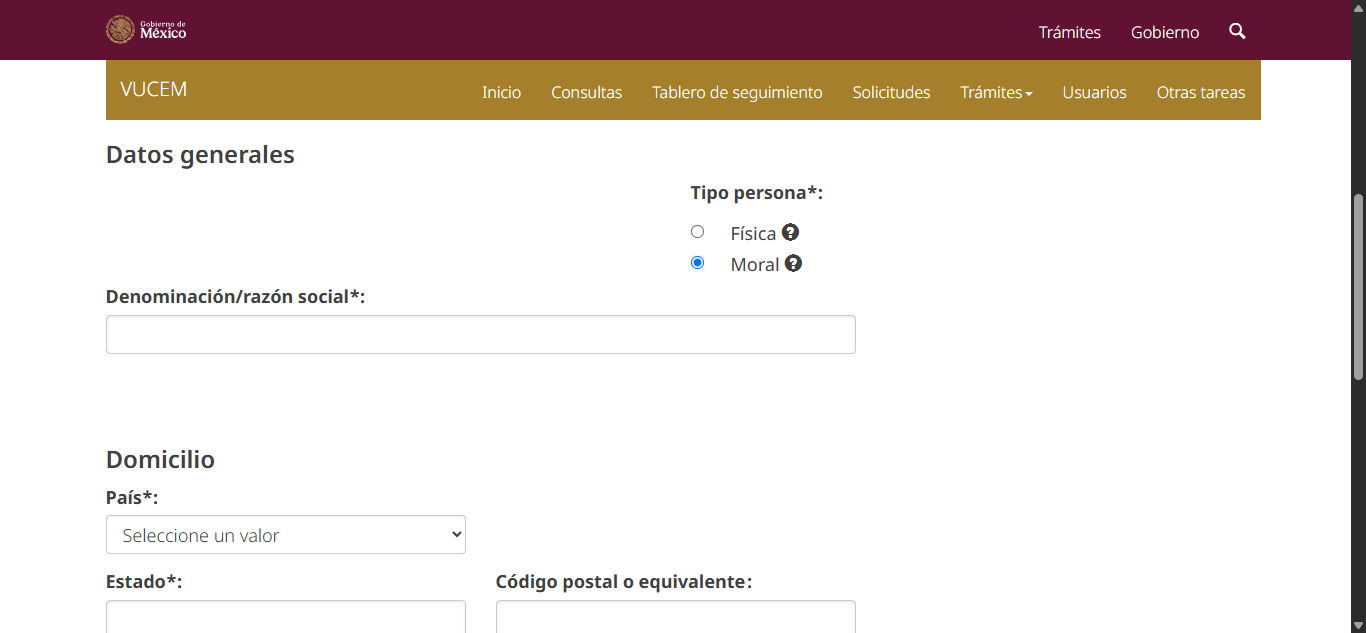 Gobierno de
México
Trámites
Gobierno
VUCEM
Inicio
Consultas
Tablero de seguimiento
Solicitudes
Trámites
Usuarios
Otras tareas
Datos generales
Tipo persona*:
Física
Moral
Denominación/razón social*:
Domicilio
País*:
Seleccione un valor
Estado*:
Código postal o equivalente: